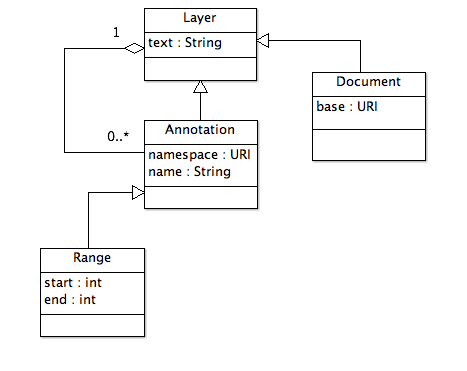 Layer
text : String
1
Document
base : URI
0..*
Annotation
namespace : URI
name : String
Range
start : int
end : int